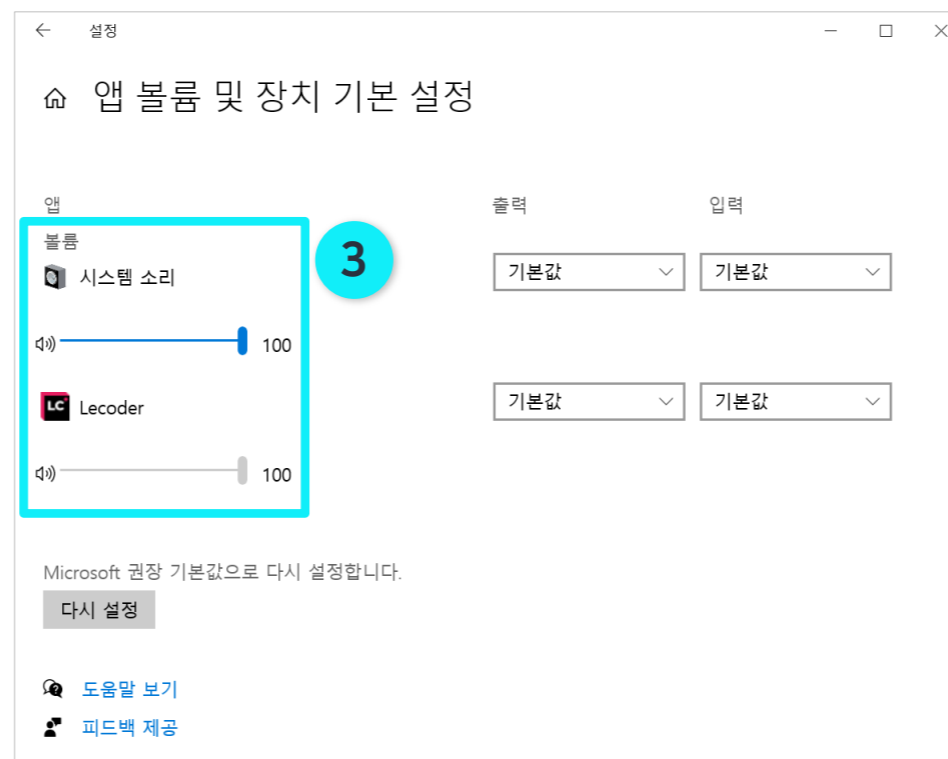 설정
앱 볼륨 및 장치 기본 설정
앱 출력 입력
볼륨
시스템 소리 기본값 기본값
3
100
LC Lecoder 기본값 기본값
100
Microsoft 권장 기본값으로 다시 설정합니다.
다시 설정
도움말 보기
피드백 제공